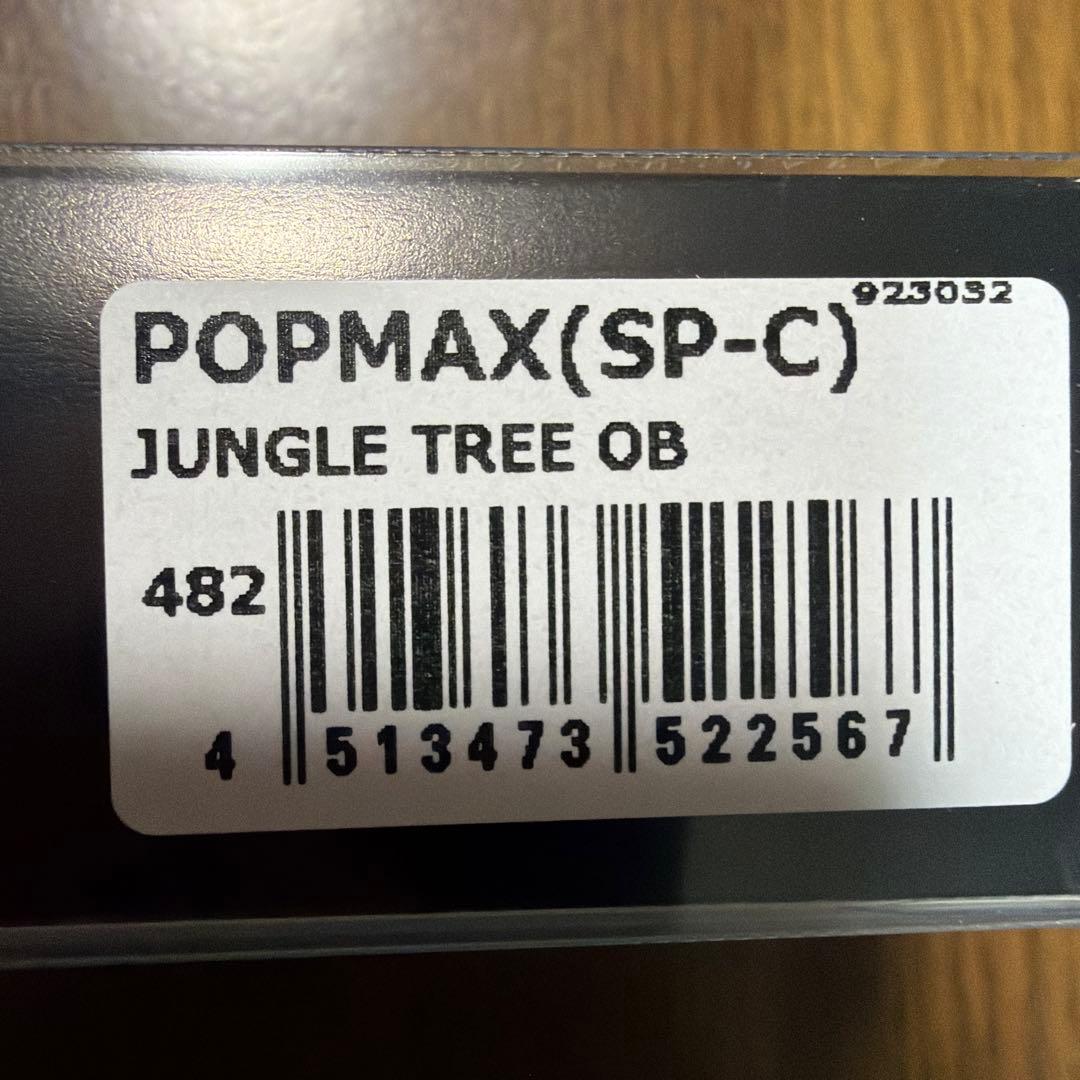 923032
POPMAX(SP-C)
JUNGLE TREE OB
482
4 513473 522567